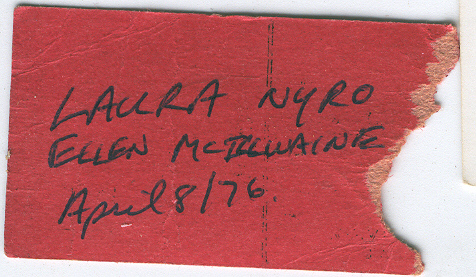 LAURA NYRO
ELLEN MCILWAINE
April 8/76